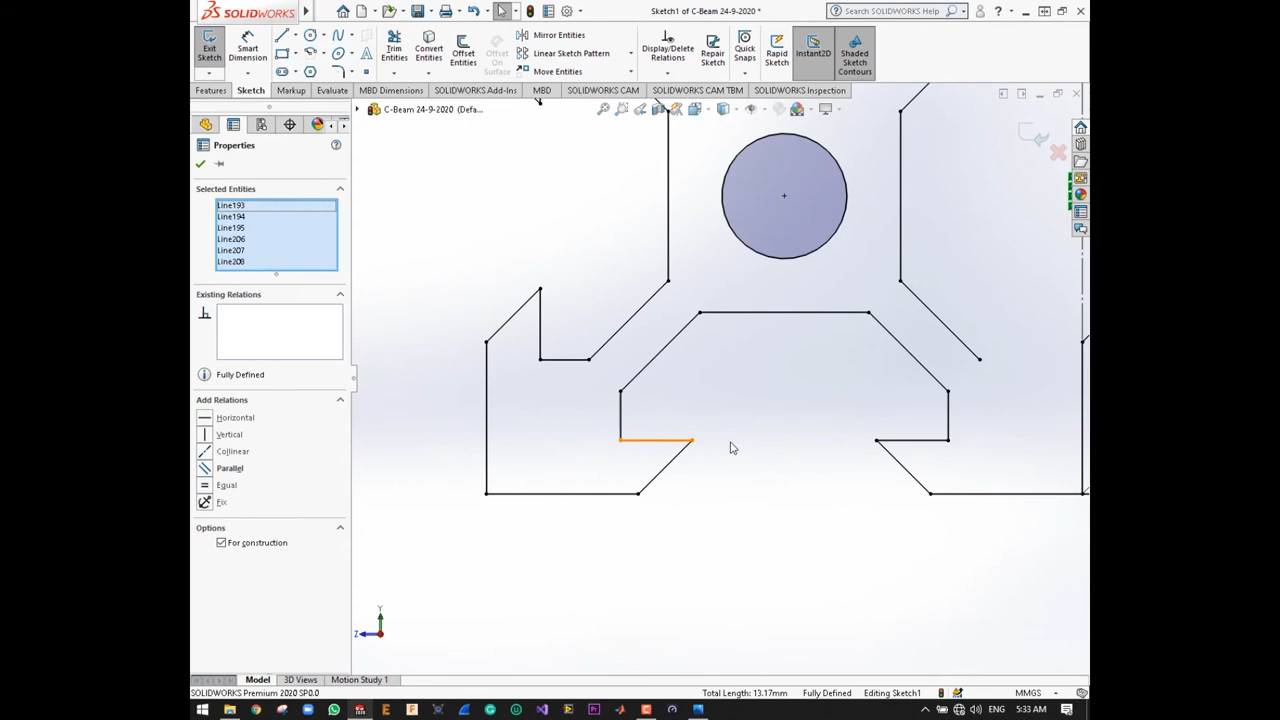 SOLIDWORKS
Sketch1 of C-Beam 24-9-2020 *
Search SOLIDWORKS Help
Exit Sketch
Smart Dimension
Trim Entities
Convert Entities
Offset Entities
Offset On Surface
Mirror Entities
Linear Sketch Pattern
Move Entities
Display/Delete Relations
Repair Sketch
Quick Snaps
Rapid Sketch
Instant2D
Shaded Sketch Contours
Features Sketch Markup Evaluate MBD Dimensions SOLIDWORKS Add-Ins MBD SOLIDWORKS CAM SOLIDWORKS CAM TBM SOLIDWORKS Inspection
C-Beam 24-9-2020 (Defa...
Properties
Selected Entities
Line193
Line194
Line195
Line206
Line207
Line208
Existing Relations
Fully Defined
Add Relations
Horizontal
Vertical
Collinear
Parallel
Equal
Fix
Options
For construction
Y
Z
Model 3D Views Motion Study 1
SOLIDWORKS Premium 2020 SP0.0
Total Length: 13.17mm Fully Defined Editing Sketch1 MMGS
ENG 5:33 AM